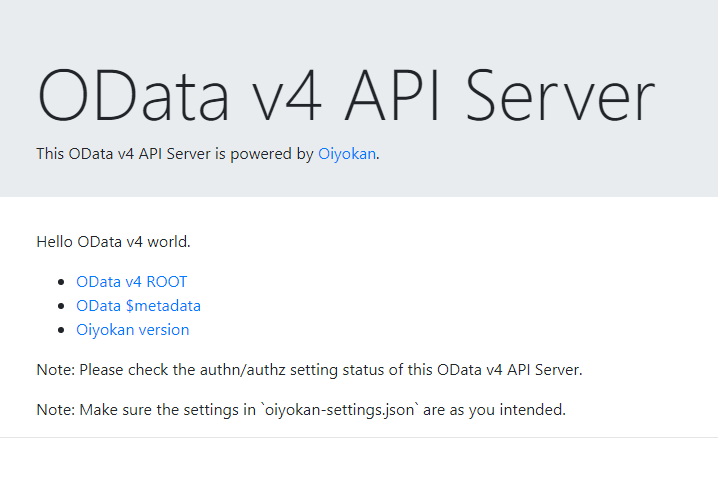 OData v4 API Server
This OData v4 API Server is powered by Oiyokan.
Hello OData v4 world.
OData v4 ROOT
OData $metadata
Oiyokan version
Note: Please check the authn/authz setting status of this OData v4 API Server.
Note: Make sure the settings in `oiyokan-settings.json` are as you intended.